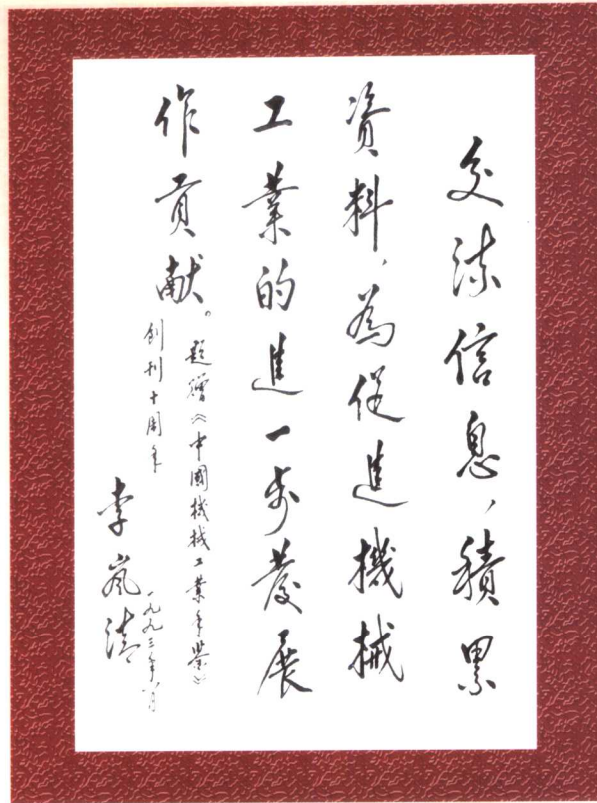 交流信息，積累
資料，為促進機械
工業的進一步發展
作貢献。
題贈《中國機械工業年鑒》
創刊十周年
李嵐清
一九九三年八月